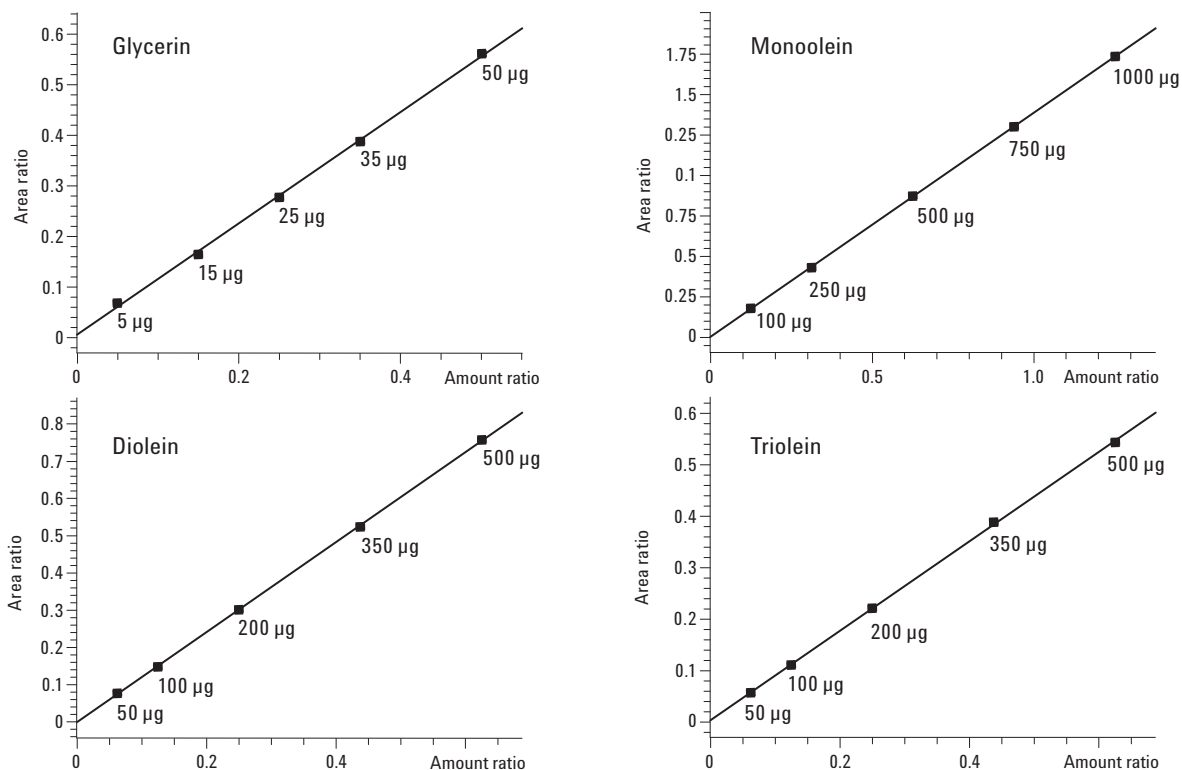 Glycerin
Area ratio
0.6
0.5
0.4
0.3
0.2
0.1
0
50 µg
35 µg
25 µg
15 µg
5 µg
0
0.2
0.4
Amount ratio
Monoolein
Area ratio
1.75
1.5
0.25
0.1
0.75
0.5
0.25
0
1000 µg
750 µg
500 µg
250 µg
100 µg
0
0.5
1.0
Amount ratio
Diolein
Area ratio
0.8
0.7
0.6
0.5
0.4
0.3
0.2
0.1
0
500 µg
350 µg
200 µg
100 µg
50 µg
0
0.2
0.4
Amount ratio
Triolein
Area ratio
0.6
0.5
0.4
0.3
0.2
0.1
0
500 µg
350 µg
200 µg
100 µg
50 µg
0
0.2
0.4
Amount ratio